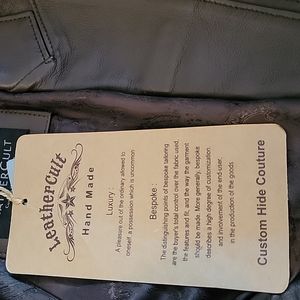 LeatherCult
Hand Made
Luxury :
A pleasure out of the ordinary allowed to
oneself: a possession which is uncommon
Bespoke :
The distinguishing points of bespoke tailoring
are the buyer's total control over the fabric used,
the features and fit, and the way the garment
should be made. More generally, bespoke
describes a high degree of customization
and involvement of the end-user,
in the production of the goods
Custom Hide Couture